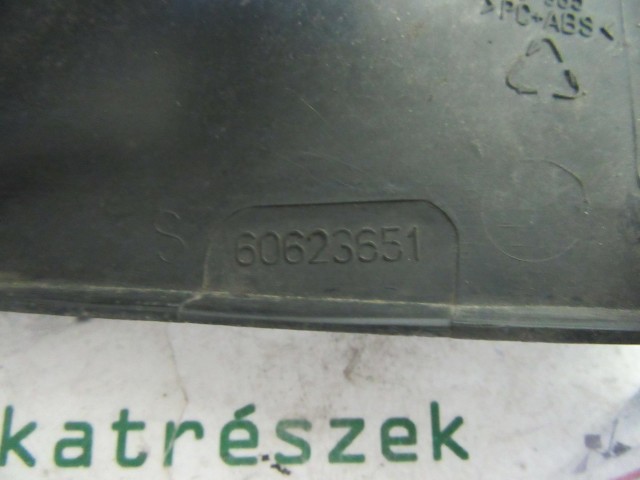 >PC+ABS<
S 60623651
katrészek